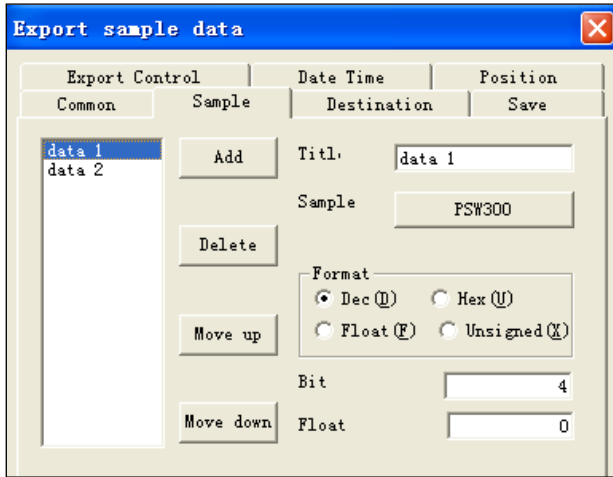 Export sample data
Export Control Date Time Position
Common Sample Destination Save
data 1
data 2
Add
Delete
Move up
Move down
Titl
data 1
Sample
PSW300
Format
Dec(D) Hex(U)
Float(F) Unsigned(X)
Bit 4
Float 0